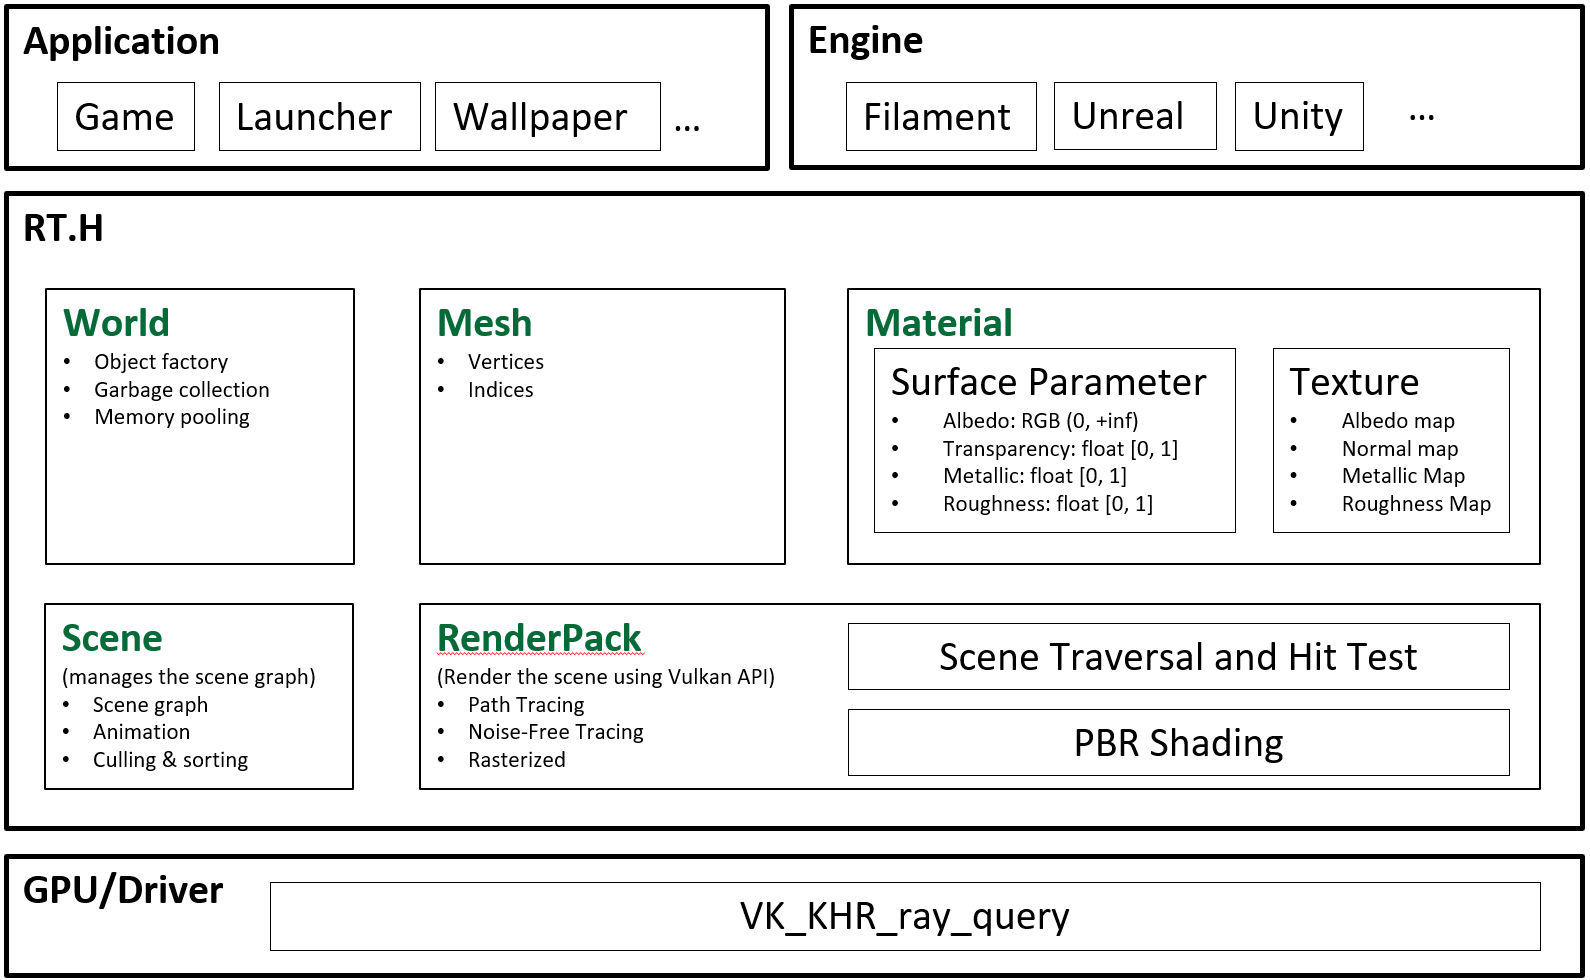 Application
Game
Launcher
Wallpaper
...
Engine
Filament
Unreal
Unity
...
RT.H
World
• Object factory
• Garbage collection
• Memory pooling
Mesh
• Vertices
• Indices
Material
Surface Parameter
• Albedo: RGB (0, +inf)
• Transparency: float [0, 1]
• Metallic: float [0, 1]
• Roughness: float [0, 1]
Texture
• Albedo map
• Normal map
• Metallic Map
• Roughness Map
Scene
(manages the scene graph)
• Scene graph
• Animation
• Culling & sorting
RenderPack
(Render the scene using Vulkan API)
• Path Tracing
• Noise-Free Tracing
• Rasterized
Scene Traversal and Hit Test
PBR Shading
GPU/Driver
VK_KHR_ray_query